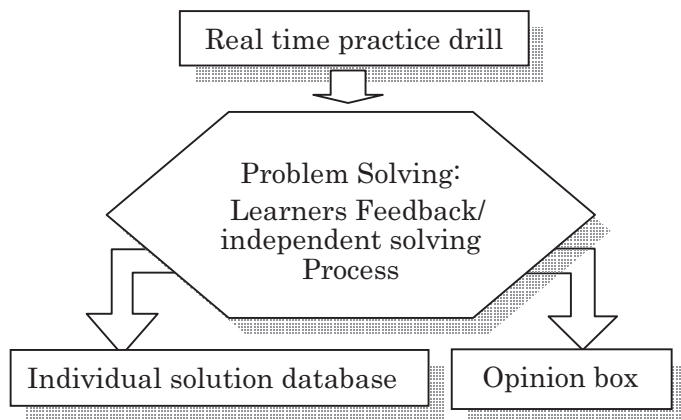 Real time practice drill
Problem Solving:
Learners Feedback/
independent solving
Process
Individual solution database
Opinion box